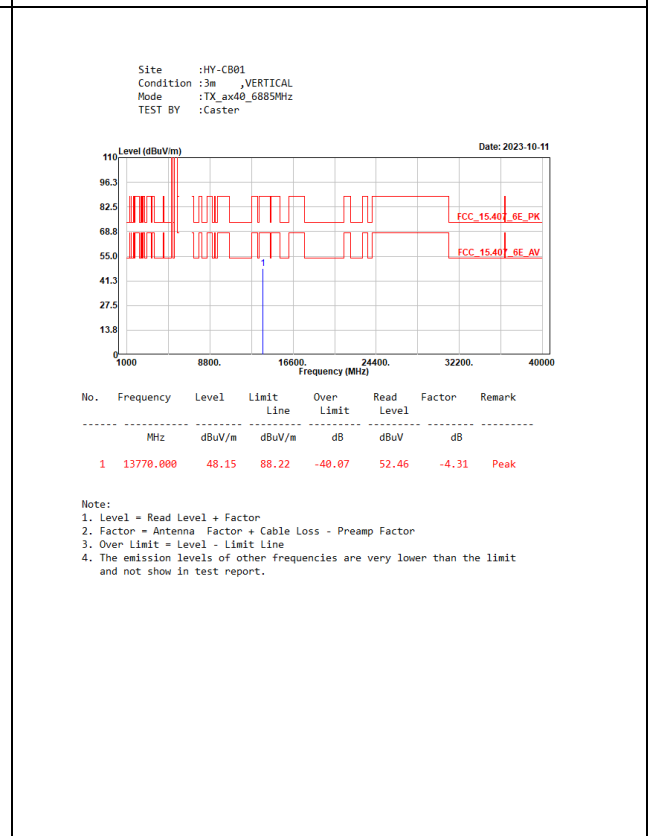 Site :HY-CB01
Condition :3m ,VERTICAL
Mode :TX_ax40_6885MHz
TEST BY :Caster
Level (dBuV/m) Date: 2023-10-11
110
96.3
82.5
FCC_15.407_6E_PK
68.8
FCC_15.407_6E_AV
55.0
1
41.3
27.5
13.8
0
1000 8800. 16600. 24400. 32200. 40000
Frequency (MHz)
No. Frequency Level Limit Over Read Factor Remark
Line Limit Level
------ ----------- -------- --------- --------- --------- ------- ---------
MHz dBuV/m dBuV/m dB dBuV dB
1 13770.000 48.15 88.22 -40.07 52.46 -4.31 Peak
Note:
1. Level = Read Level + Factor
2. Factor = Antenna Factor + Cable Loss - Preamp Factor
3. Over Limit = Level - Limit Line
4. The emission levels of other frequencies are very lower than the limit
and not show in test report.